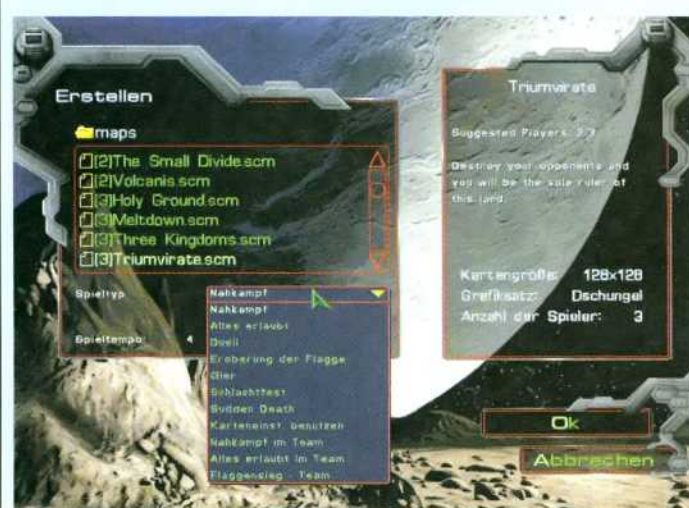 Erstellen
maps
[2]The Small Divide.scm
[2]Volcanis.scm
[3]Holy Ground.scm
[3]Meltdown.scm
[3]Three Kingdoms.scm
[3]Triumvirate.scm
Spieltyp
Nahkampf
Nahkampf
Alles erlaubt
Duell
Eroberung der Flagge
Gier
Schlachtfest
Sudden Death
Karteneinst. benutzen
Nahkampf im Team
Alles erlaubt im Team
Flaggensieg - Team
Spieltempo: 4
Triumvirate
Suggested Players: 3/3
Destroy your opponents and
you will be the sole ruler of
this land.
Kartengröße: 128x128
Grafiksatz: Dschungel
Anzahl der Spieler: 3
Ok
Abbrechen